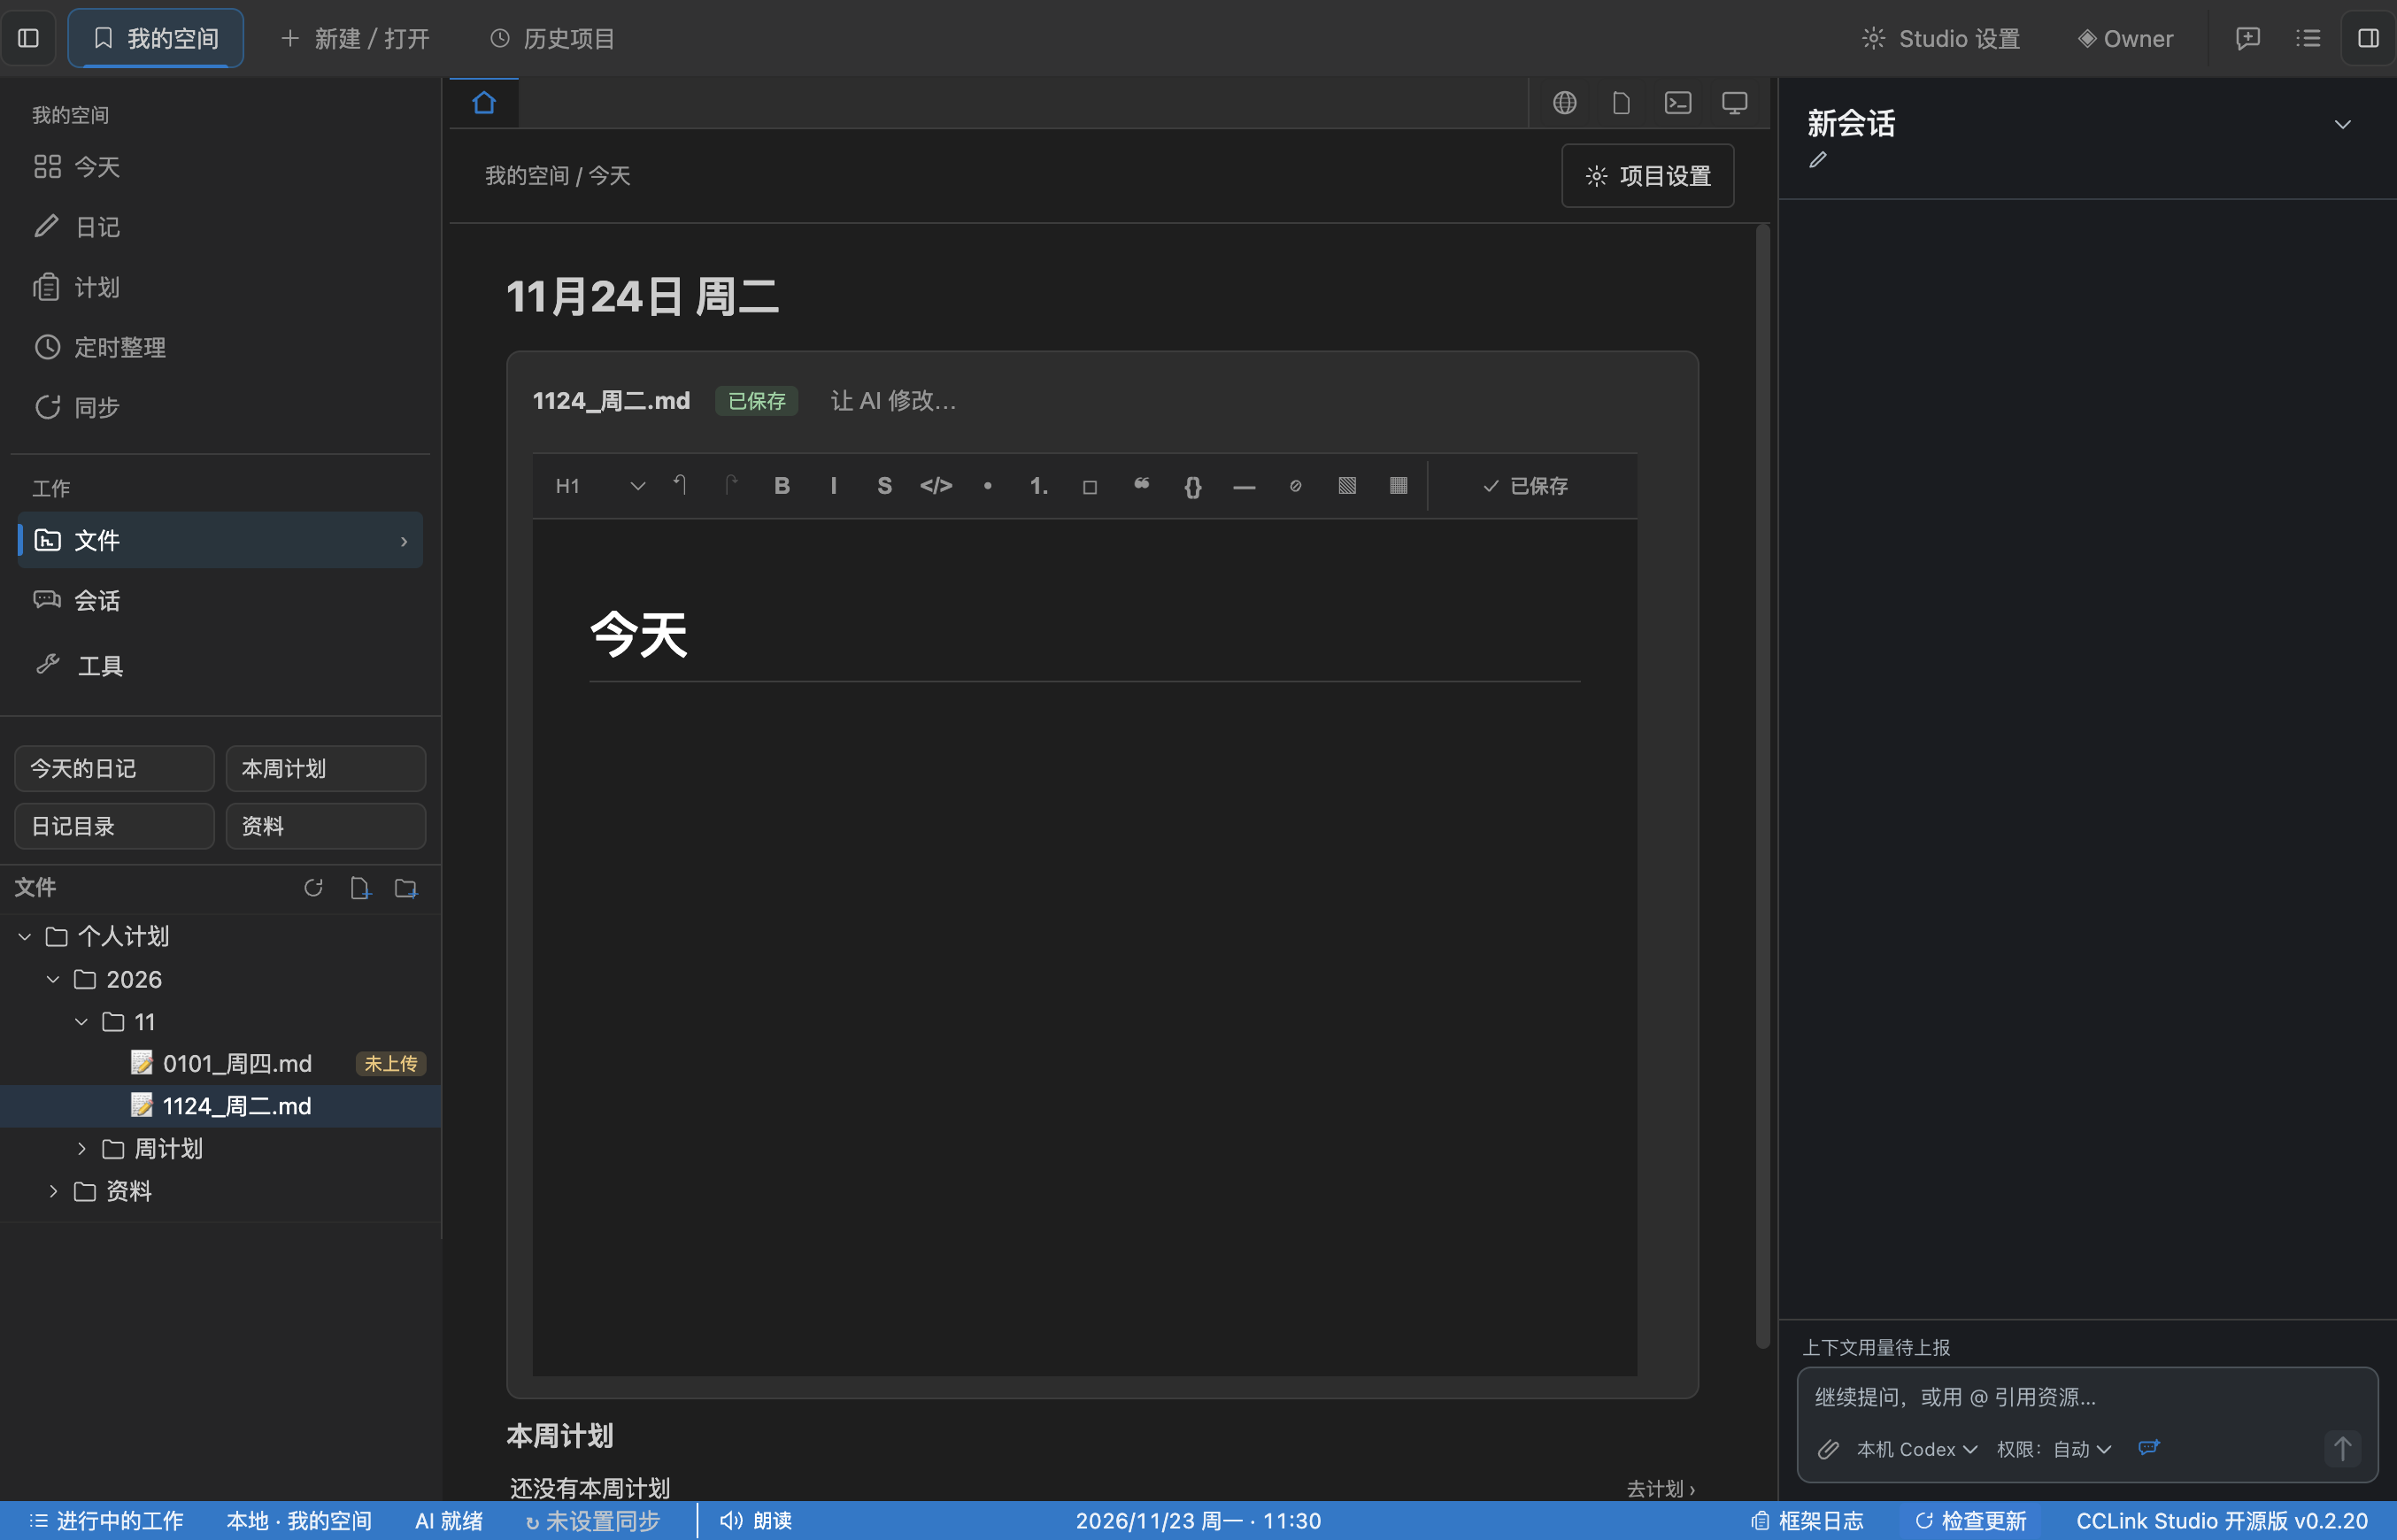 我的空间
新建 / 打开
历史项目
Studio 设置
Owner
我的空间
今天
日记
计划
定时整理
同步
工作
文件
会话
工具
今天的日记
本周计划
日记目录
资料
文件
个人计划
2026
11
0101_周四.md
未上传
1124_周二.md
周计划
资料
我的空间 / 今天
项目设置
11月24日 周二
1124_周二.md
已保存
让 AI 修改...
H1
B I S </> • 1. {} —
已保存
今天
本周计划
还没有本周计划
去计划 ›
新会话
上下文用量待上报
继续提问，或用 @ 引用资源...
本机 Codex
权限：自动
进行中的工作
本地 · 我的空间
AI 就绪
未设置同步
朗读
2026/11/23 周一 · 11:30
框架日志
检查更新
CCLink Studio 开源版 v0.2.20